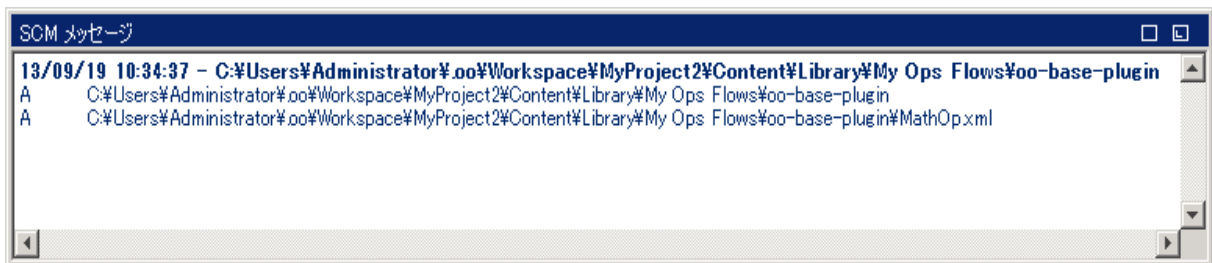 SCM メッセージ
13/09/19 10:34:37 - C:¥Users¥Administrator¥.oo¥Workspace¥MyProject2¥Content¥Library¥My Ops Flows¥oo-base-plugin
A C:¥Users¥Administrator¥.oo¥Workspace¥MyProject2¥Content¥Library¥My Ops Flows¥oo-base-plugin
A C:¥Users¥Administrator¥.oo¥Workspace¥MyProject2¥Content¥Library¥My Ops Flows¥oo-base-plugin¥MathOp.xml